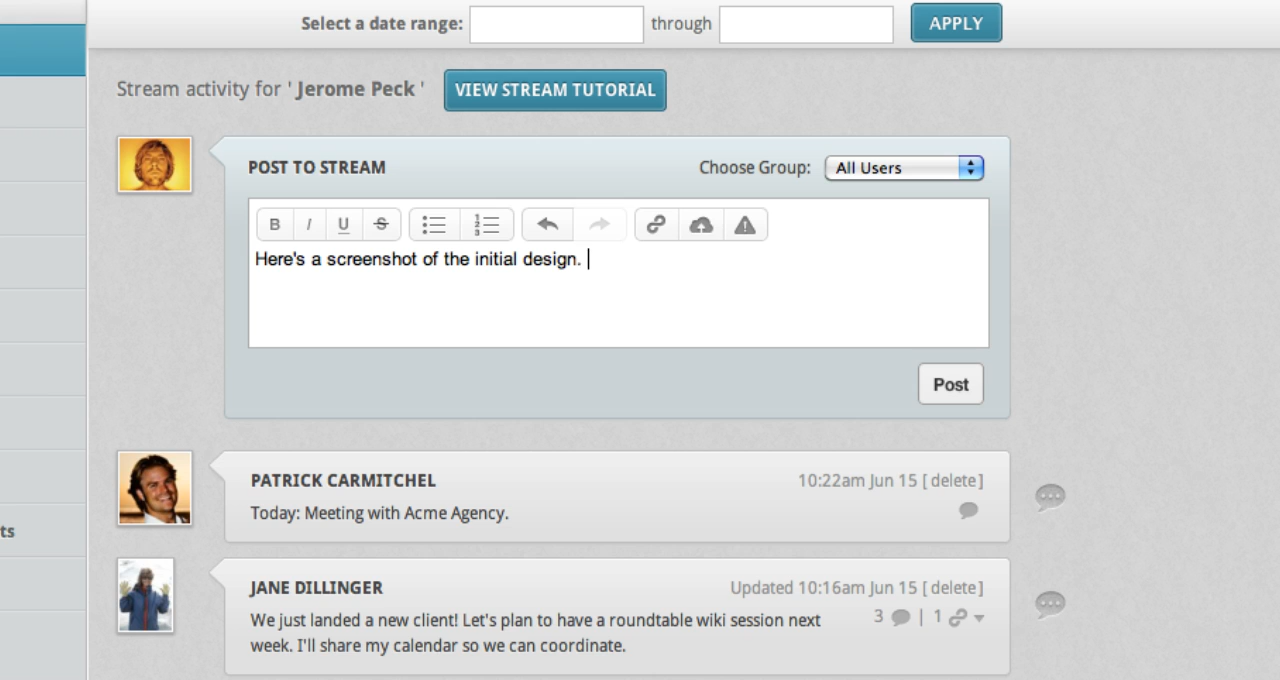 Select a date range: through APPLY
Stream activity for ' Jerome Peck ' VIEW STREAM TUTORIAL
POST TO STREAM Choose Group: All Users
B I U S
Here's a screenshot of the initial design.
Post
PATRICK CARMITCHEL 10:22am Jun 15 [ delete]
Today: Meeting with Acme Agency.
ts
JANE DILLINGER Updated 10:16am Jun 15 [ delete]
We just landed a new client! Let's plan to have a roundtable wiki session next 3 | 1
week. I'll share my calendar so we can coordinate.